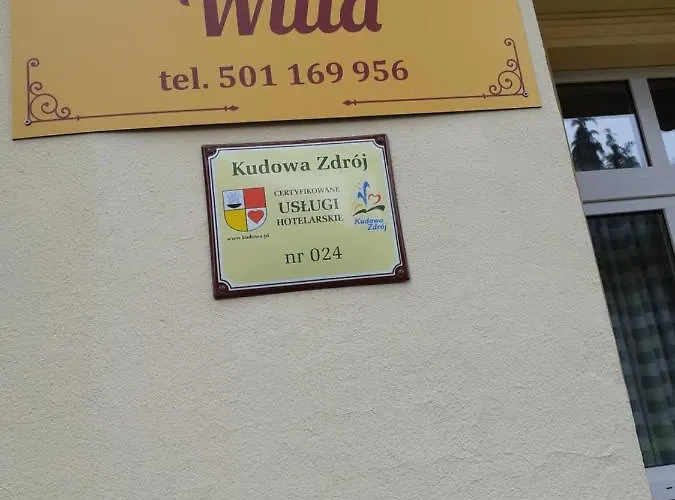 Willa
tel. 501 169 956
Kudowa Zdrój
CERTYFIKOWANE
USŁUGI
HOTELARSKIE
www.kudowa.pl
Kudowa
Zdrój
nr 024